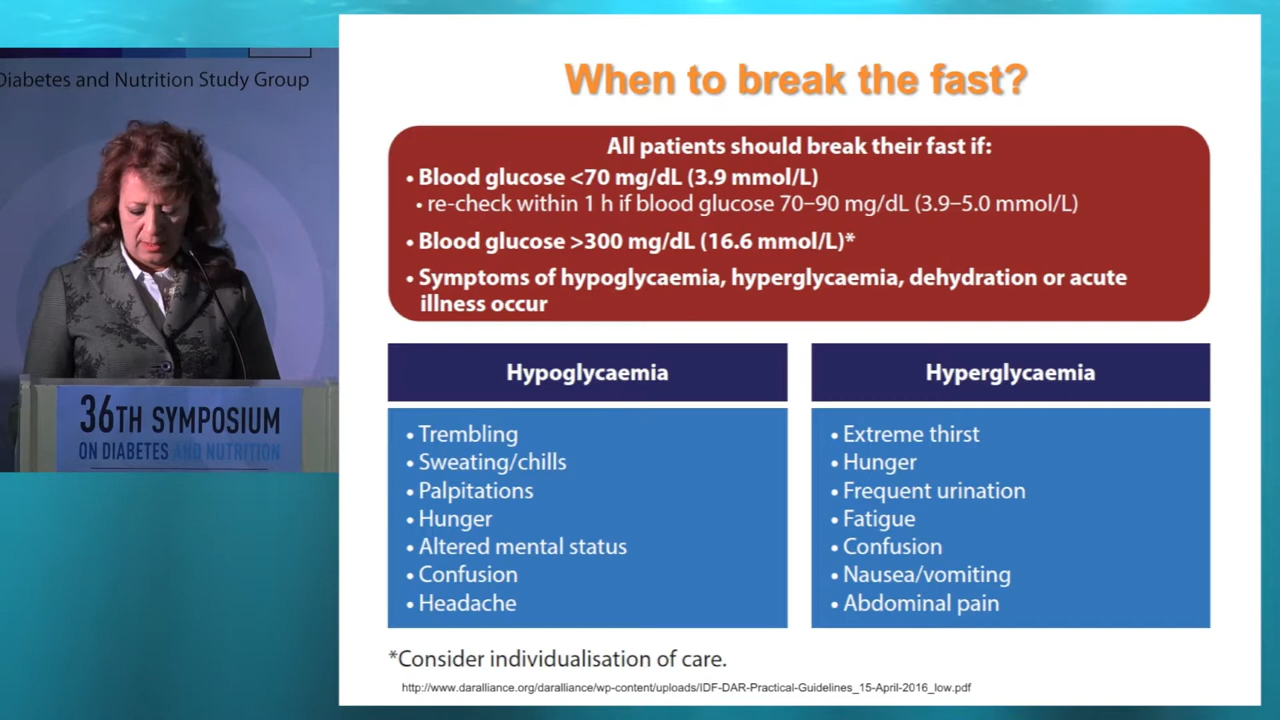 Diabetes and Nutrition Study Group
36TH SYMPOSIUM
ON DIABETES AND NUTRITION
When to break the fast?
All patients should break their fast if:
• Blood glucose <70 mg/dL (3.9 mmol/L)
• re-check within 1 h if blood glucose 70–90 mg/dL (3.9–5.0 mmol/L)
• Blood glucose >300 mg/dL (16.6 mmol/L)*
• Symptoms of hypoglycaemia, hyperglycaemia, dehydration or acute
illness occur
Hypoglycaemia
• Trembling
• Sweating/chills
• Palpitations
• Hunger
• Altered mental status
• Confusion
• Headache
Hyperglycaemia
• Extreme thirst
• Hunger
• Frequent urination
• Fatigue
• Confusion
• Nausea/vomiting
• Abdominal pain
*Consider individualisation of care.
http://www.daralliance.org/daralliance/wp-content/uploads/IDF-DAR-Practical-Guidelines_15-April-2016_low.pdf